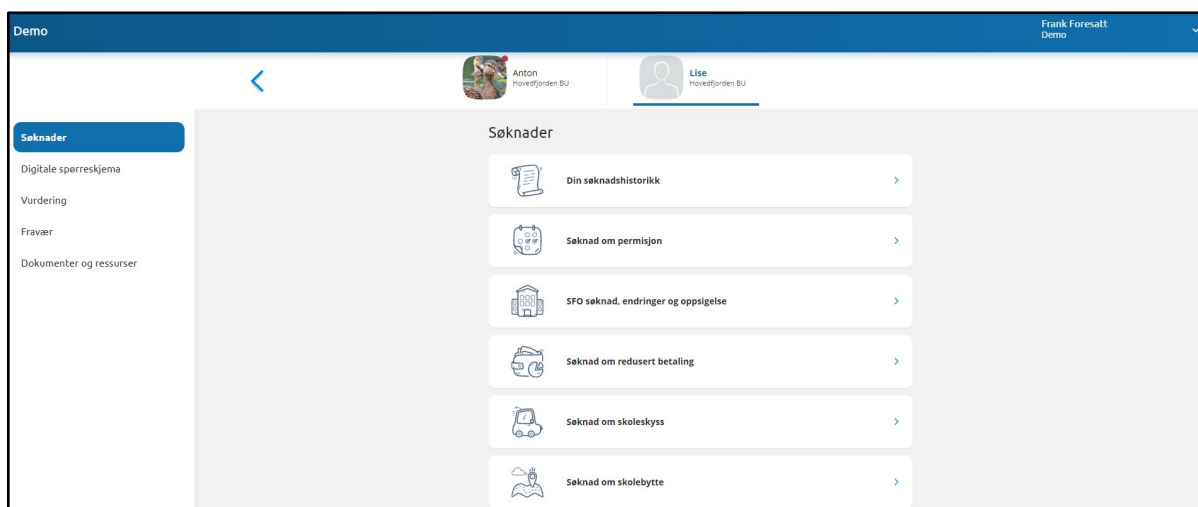 Demo
Frank Foresatt
Demo
Anton
Hovedfjorden BU
Lise
Hovedfjorden BU
Søknader
Digitale spørreskjema
Vurdering
Fravær
Dokumenter og ressurser
Søknader
Din søknadshistorikk
Søknad om permisjon
SFO søknad, endringer og oppsigelse
Søknad om redusert betaling
Søknad om skoleskyss
Søknad om skolebytte